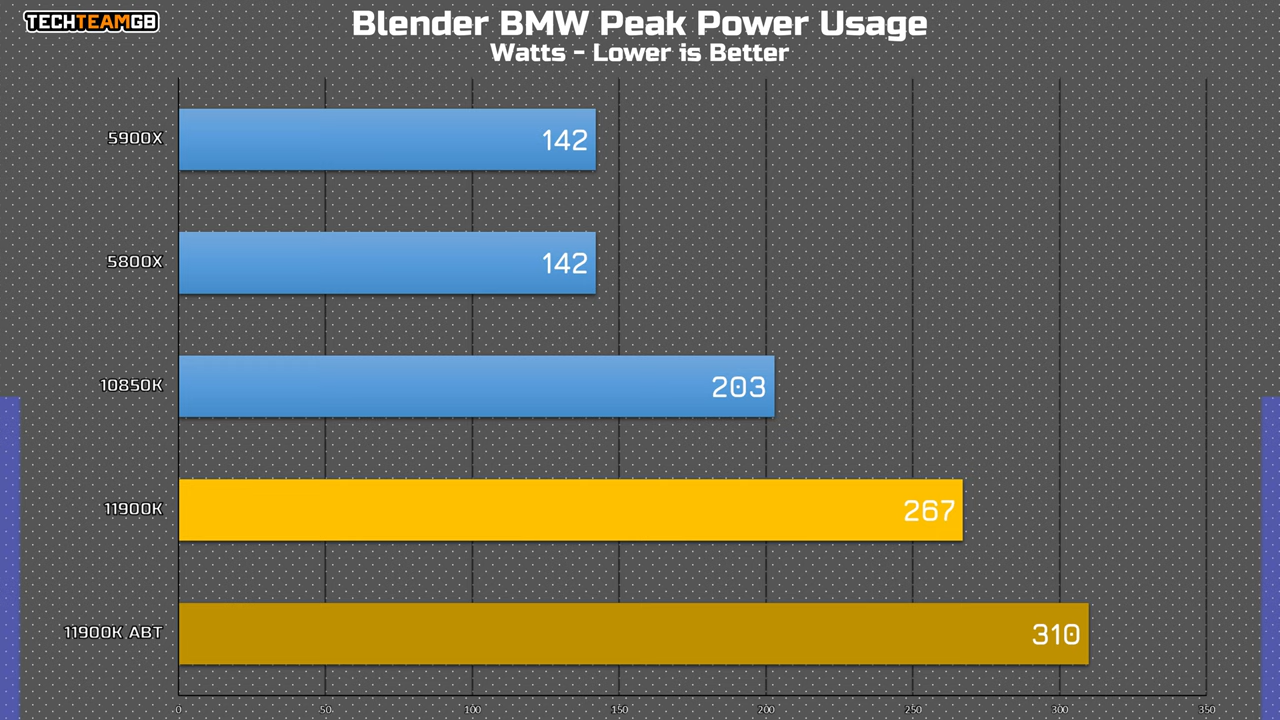 TECHTEAMGB
Blender BMW Peak Power Usage
Watts - Lower is Better
5900X
142
5800X
142
10850K
203
11900K
267
11900K ABT
310
0 50 100 150 200 250 300 350